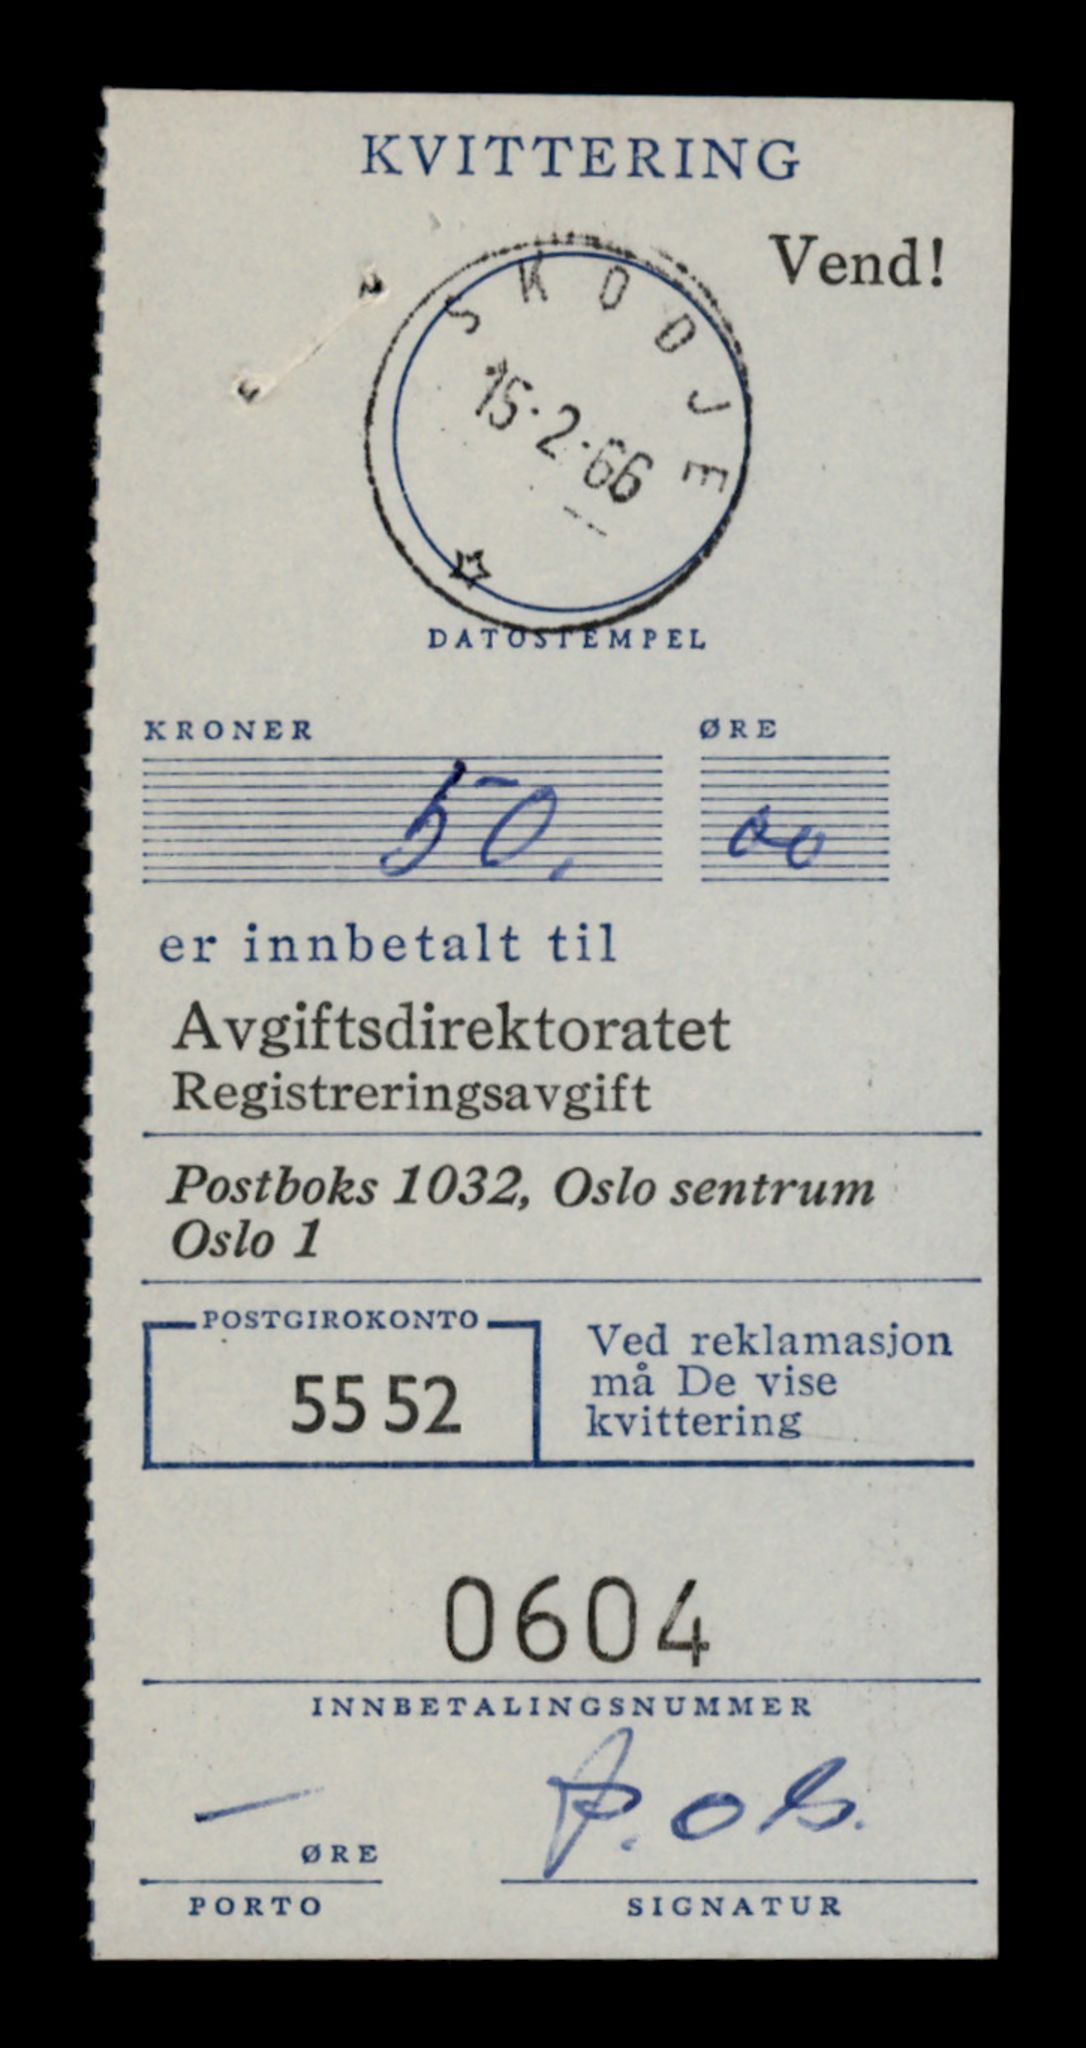 KVITTERING
Vend!
SKODJE
15.2.66
DATOSTEMPEL
KRONER ØRE
50, 00
er innbetalt til
Avgiftsdirektoratet
Registreringsavgift
Postboks 1032, Oslo sentrum
Oslo 1
POSTGIROKONTO
55 52
Ved reklamasjon
må De vise
kvittering
0604
INNBETALINGSNUMMER
—
ØRE
PORTO
SIGNATUR